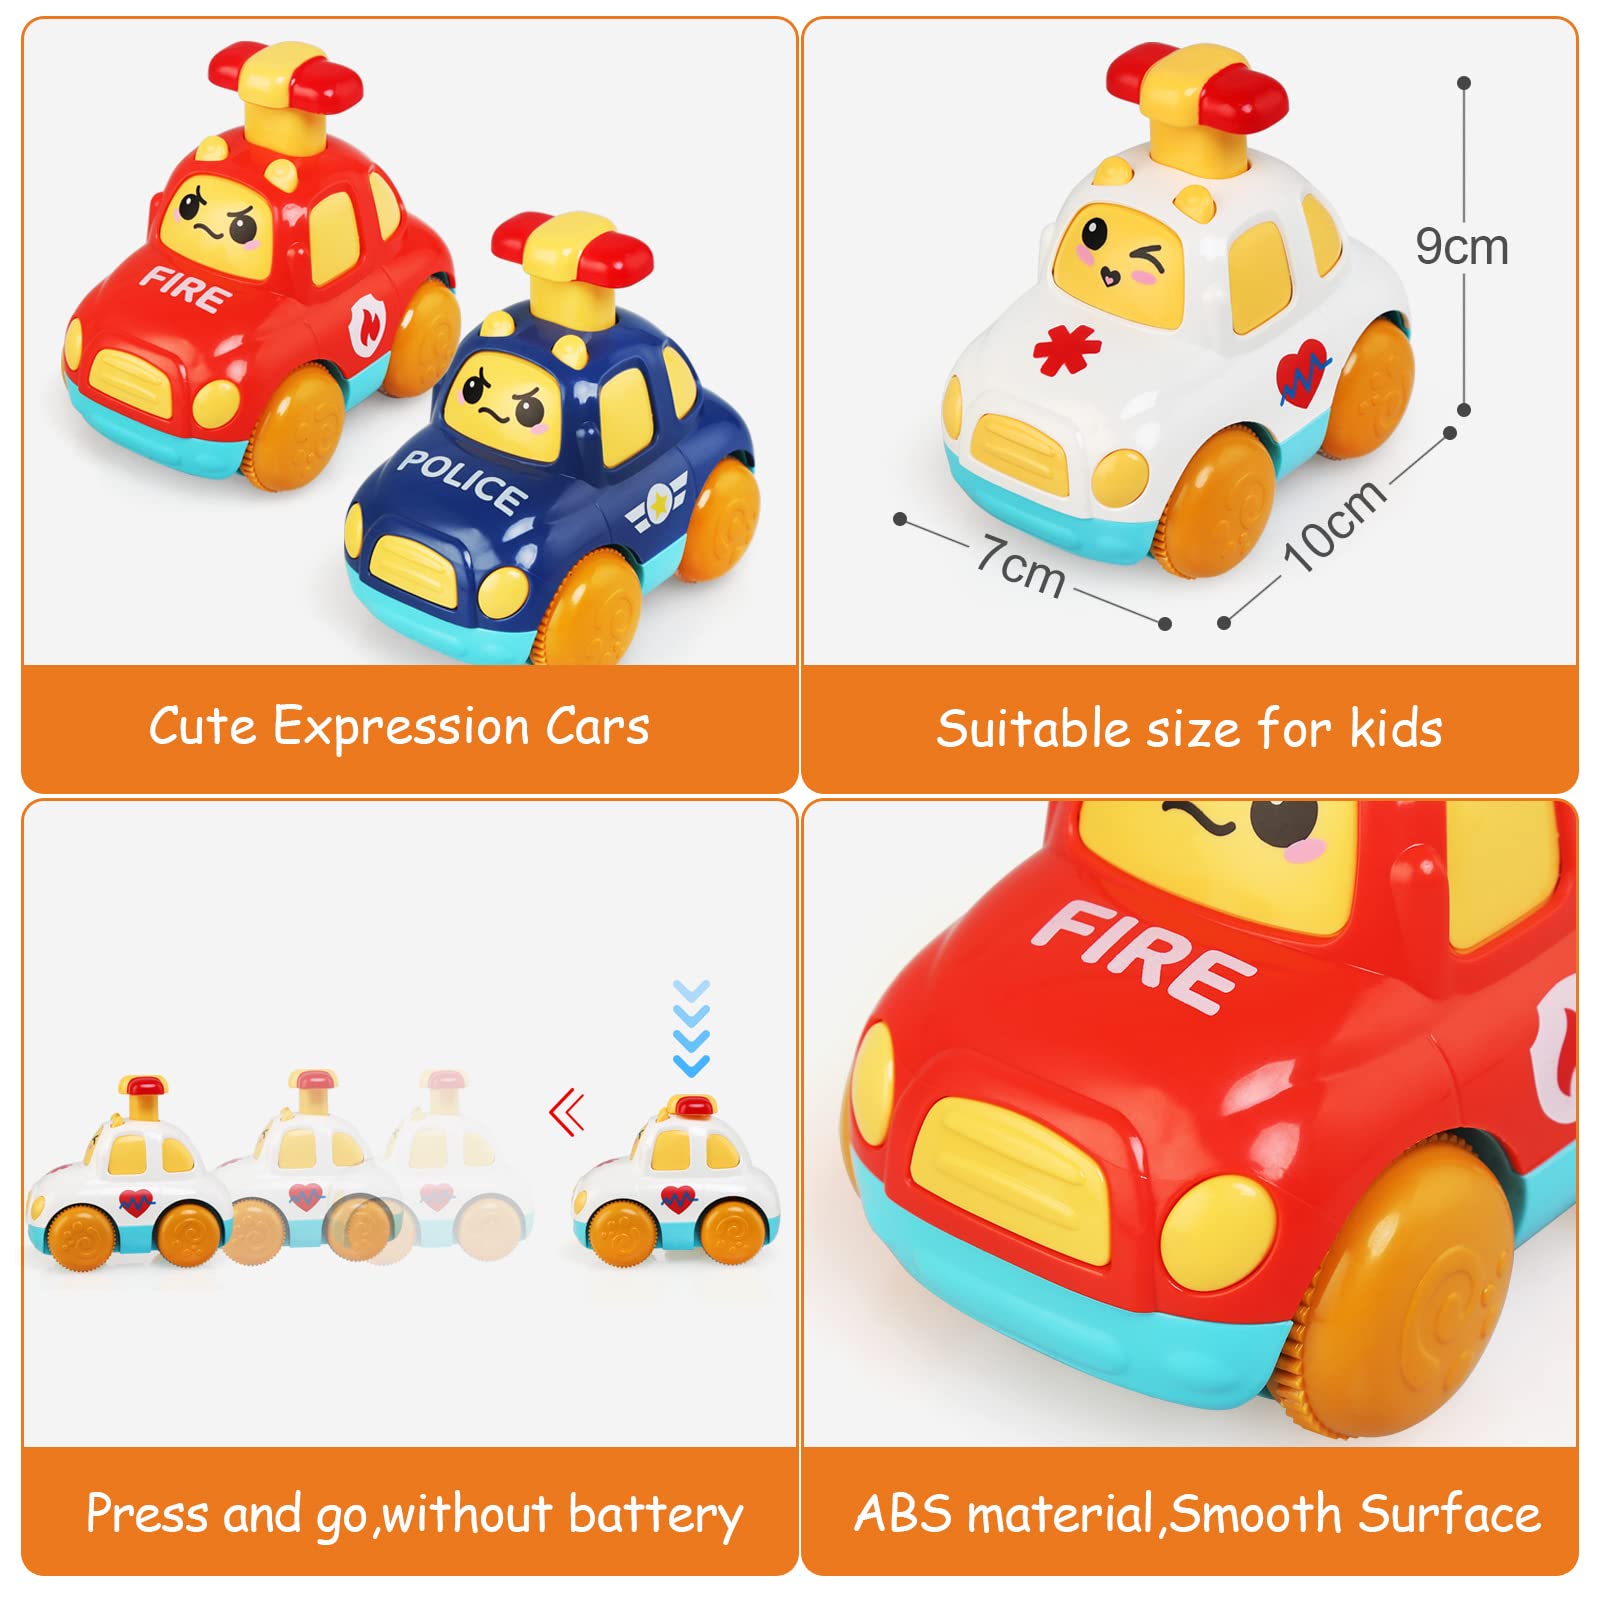 FIRE
POLICE
Cute Expression Cars
9cm
7cm
10cm
Suitable size for kids
Press and go,without battery
FIRE
ABS material,Smooth Surface